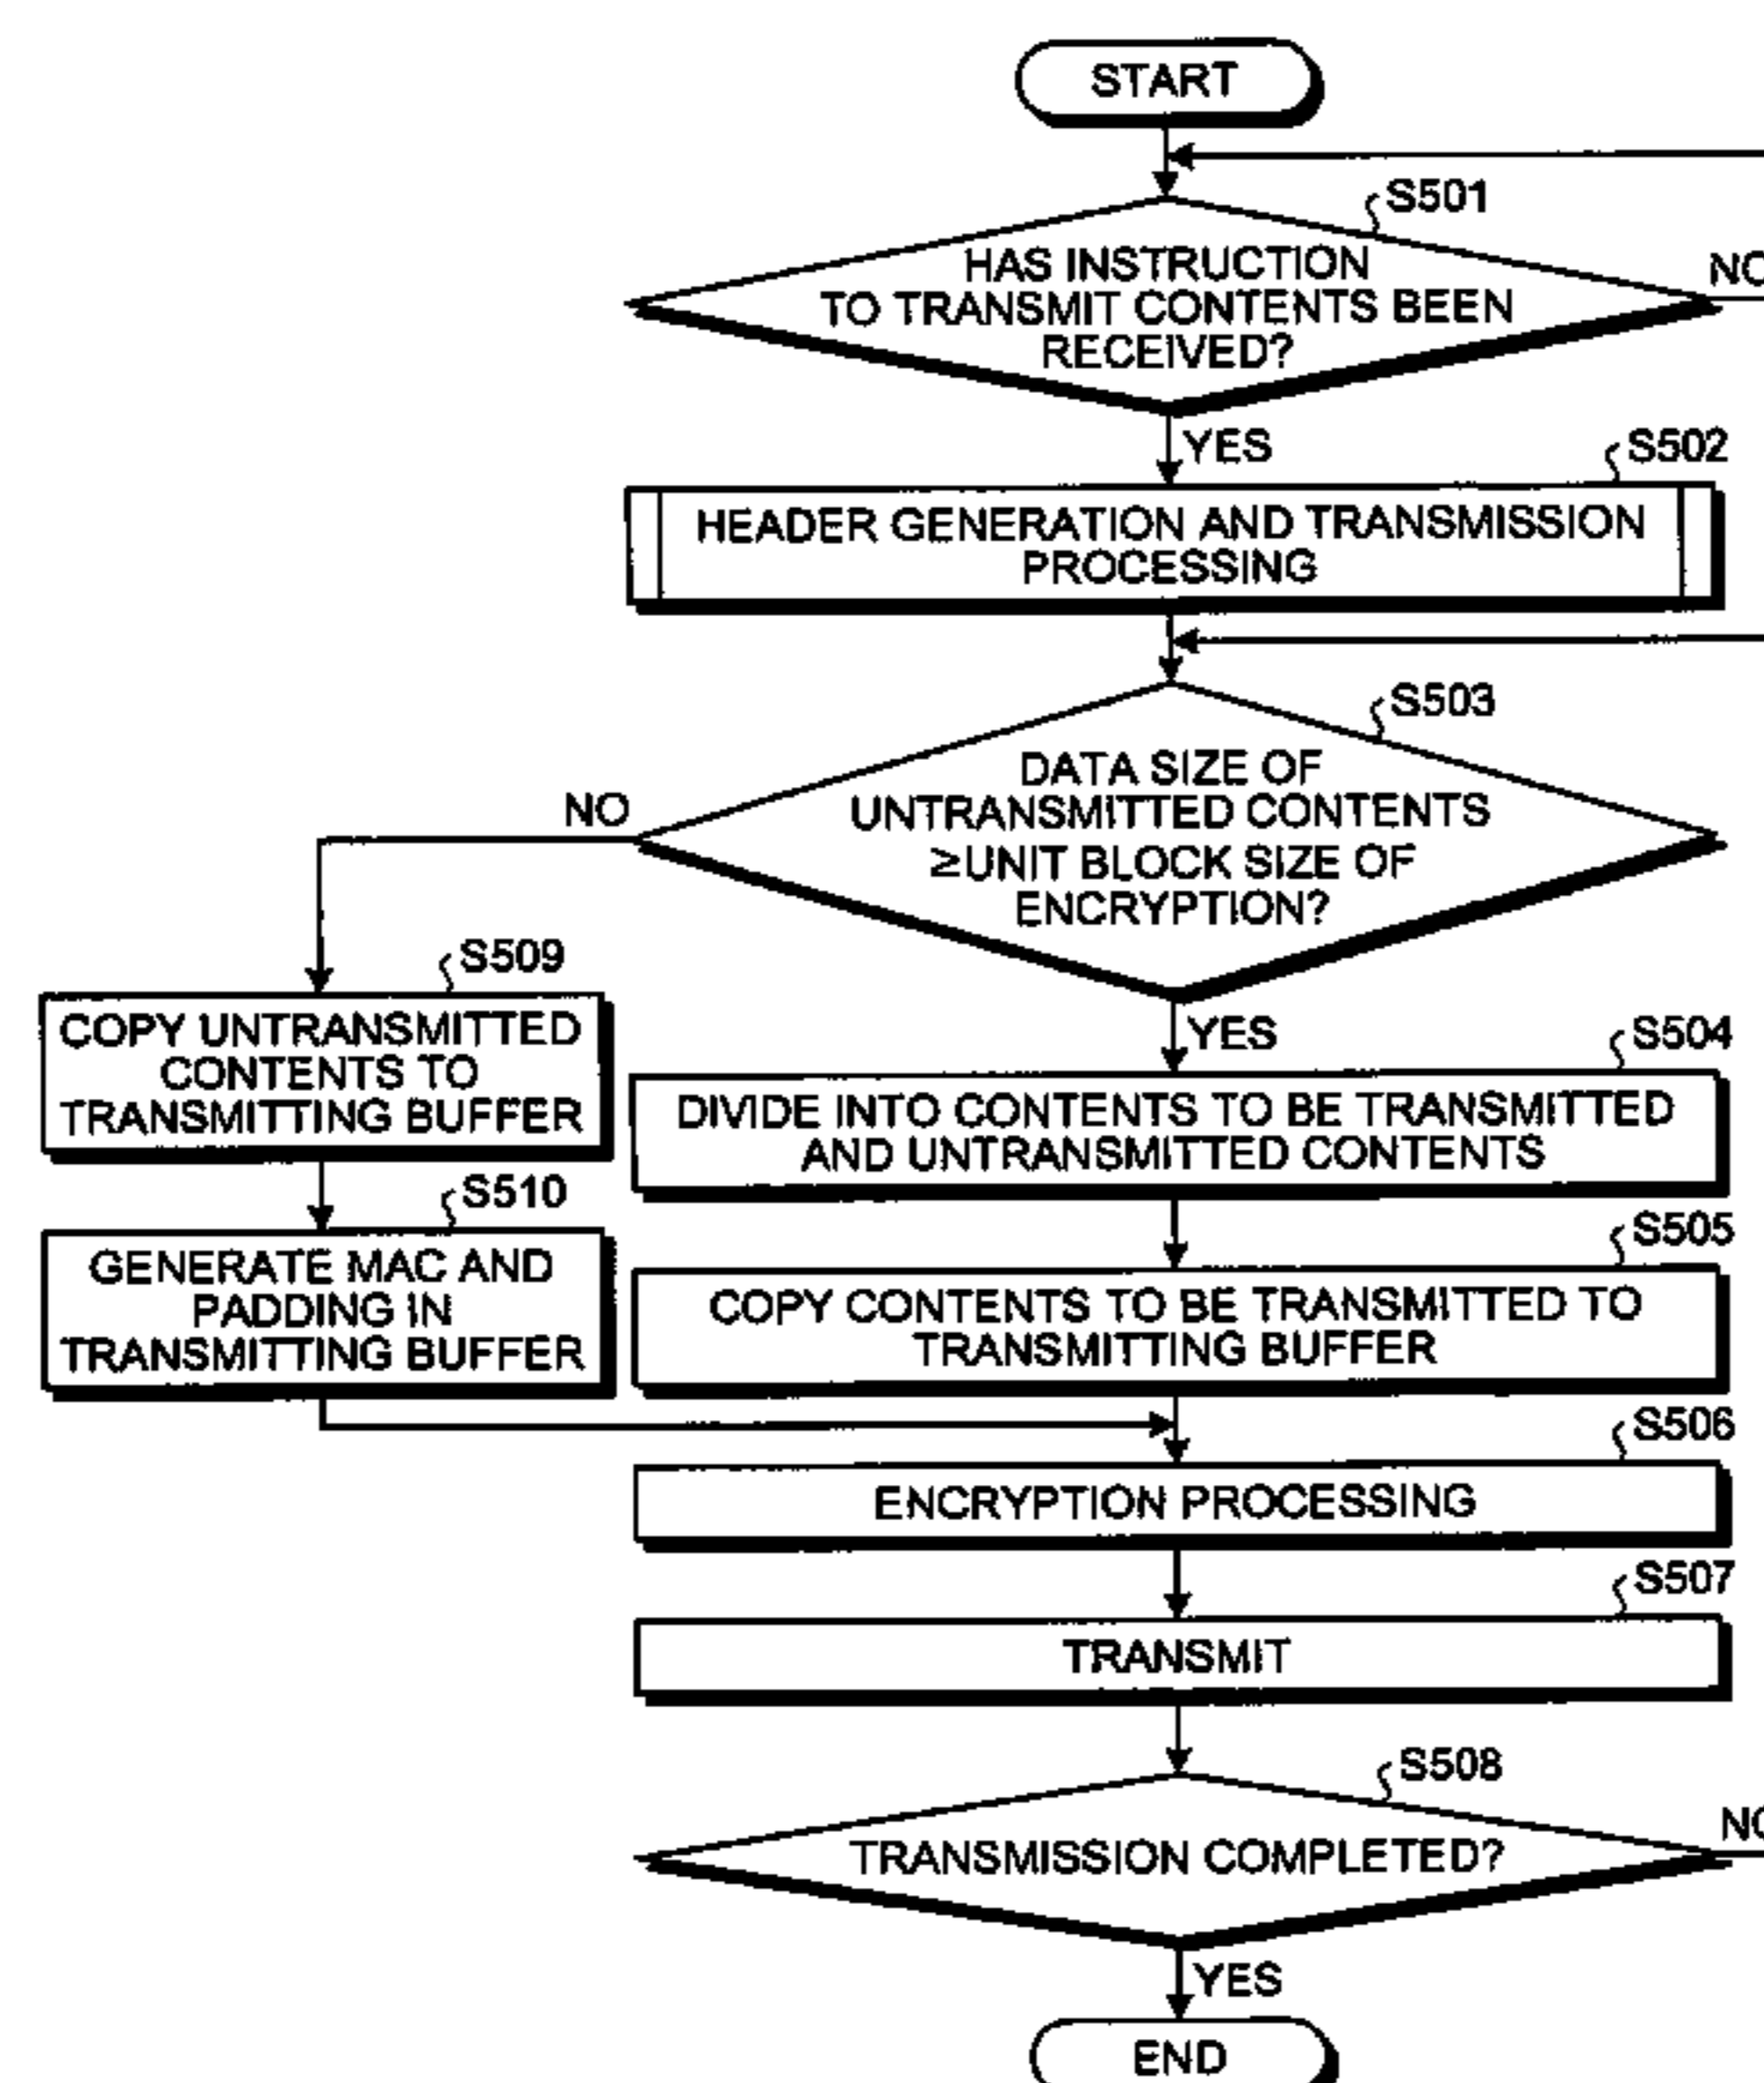 START
S501
HAS INSTRUCTION
TO TRANSMIT CONTENTS BEEN
RECEIVED?
NO
YES
S502
HEADER GENERATION AND TRANSMISSION
PROCESSING
S503
DATA SIZE OF
UNTRANSMITTED CONTENTS
≥UNIT BLOCK SIZE OF
ENCRYPTION?
NO
YES
S509
COPY UNTRANSMITTED
CONTENTS TO
TRANSMITTING BUFFER
S504
DIVIDE INTO CONTENTS TO BE TRANSMITTED
AND UNTRANSMITTED CONTENTS
S510
GENERATE MAC AND
PADDING IN
TRANSMITTING BUFFER
S505
COPY CONTENTS TO BE TRANSMITTED TO
TRANSMITTING BUFFER
S506
ENCRYPTION PROCESSING
S507
TRANSMIT
S508
TRANSMISSION COMPLETED?
NO
YES
END